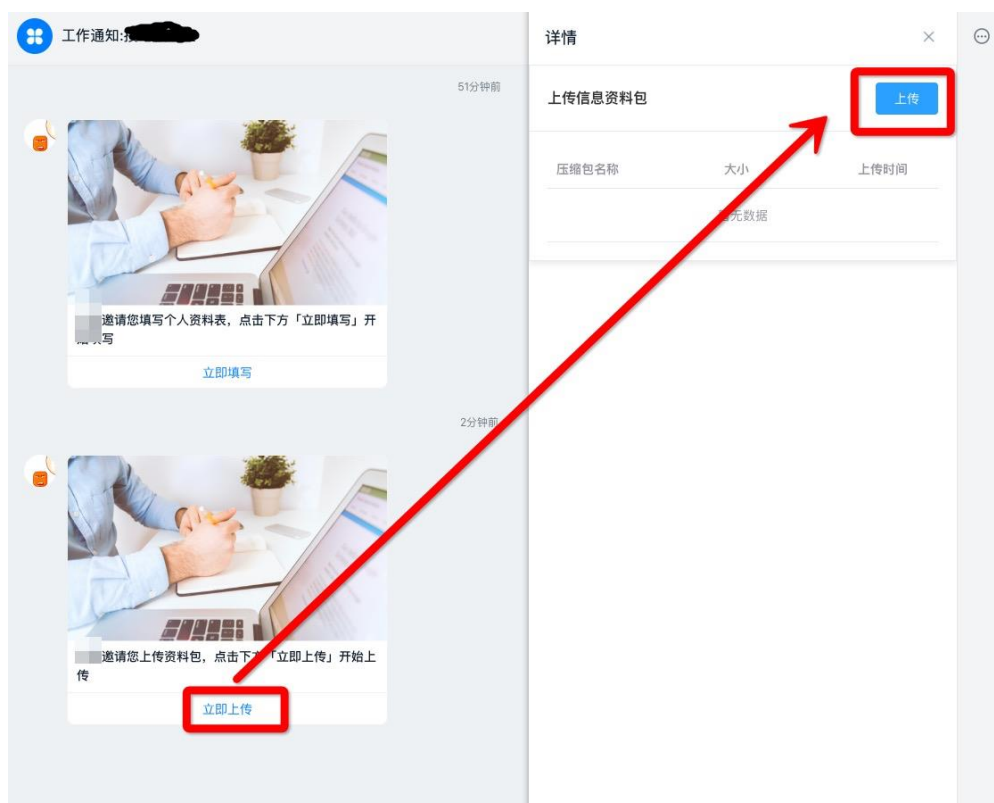 工作通知:
51分钟前
邀请您填写个人资料表，点击下方「立即填写」开
填写
立即填写
2分钟前
邀请您上传资料包，点击下方「立即上传」开始上
传
立即上传
详情
上传信息资料包
上传
压缩包名称 大小 上传时间
暂无数据